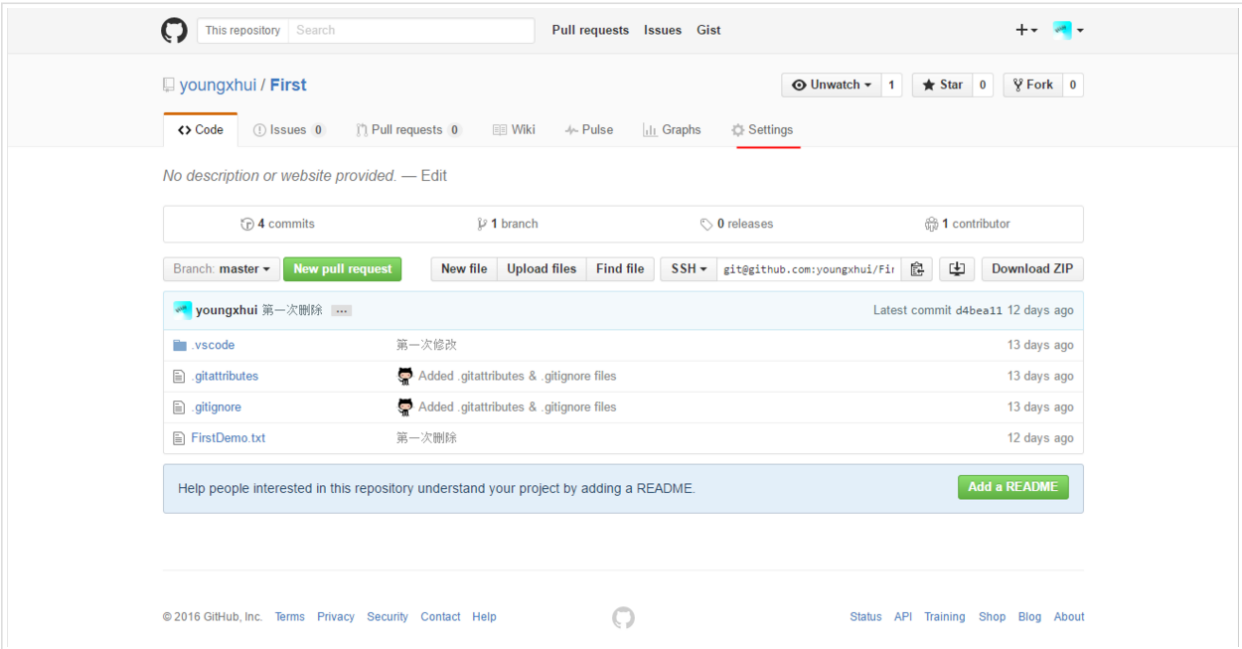 This repository Search Pull requests Issues Gist
youngxhui / First Unwatch 1 Star 0 Fork 0
Code Issues 0 Pull requests 0 Wiki Pulse Graphs Settings
No description or website provided. — Edit
4 commits 1 branch 0 releases 1 contributor
Branch: master New pull request New file Upload files Find file SSH git@github.com:youngxhui/Fir Download ZIP
youngxhui 第一次删除 ... Latest commit d4bea11 12 days ago
.vscode 第一次修改 13 days ago
.gitattributes Added .gitattributes & .gitignore files 13 days ago
.gitignore Added .gitattributes & .gitignore files 13 days ago
FirstDemo.txt 第一次删除 12 days ago
Help people interested in this repository understand your project by adding a README. Add a README
© 2016 GitHub, Inc. Terms Privacy Security Contact Help Status API Training Shop Blog About